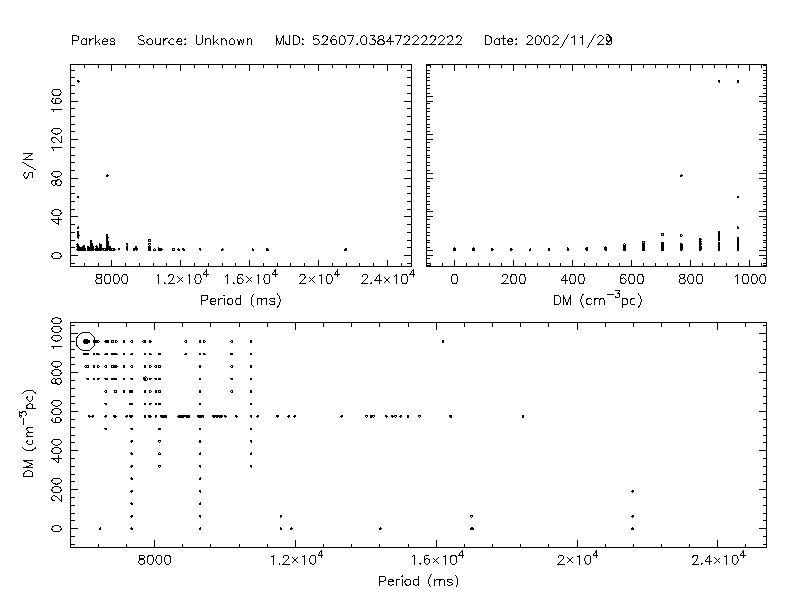 Parkes Source: Unknown MJD: 52607.038472222222 Date: 2002/11/29
S/N
0 40 80 120 160
8000 1.2×10⁴ 1.6×10⁴ 2×10⁴ 2.4×10⁴
Period (ms)
0 200 400 600 800 1000
DM (cm⁻³pc)
DM (cm⁻³pc)
0 200 400 600 800 1000
8000 1.2×10⁴ 1.6×10⁴ 2×10⁴ 2.4×10⁴
Period (ms)